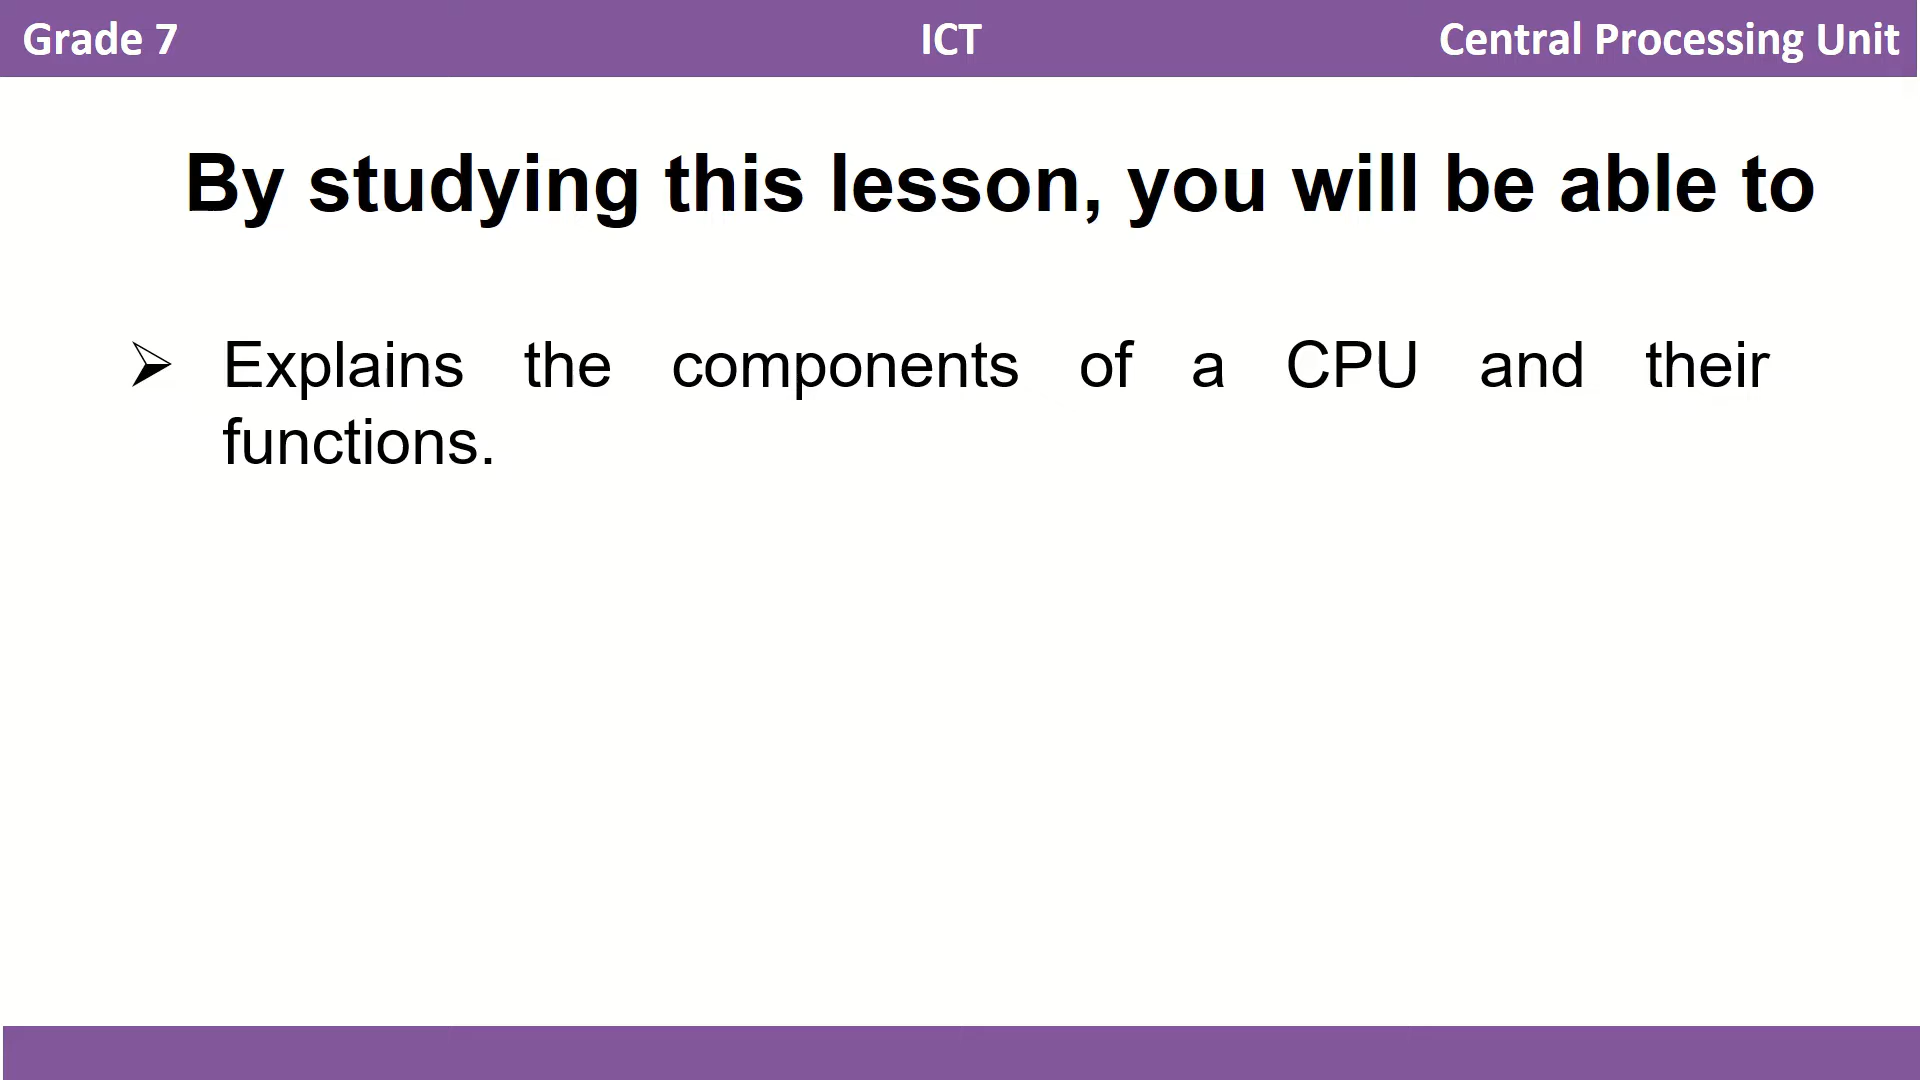 Grade 7 ICT Central Processing Unit
By studying this lesson, you will be able to
➢ Explains the components of a CPU and their
functions.